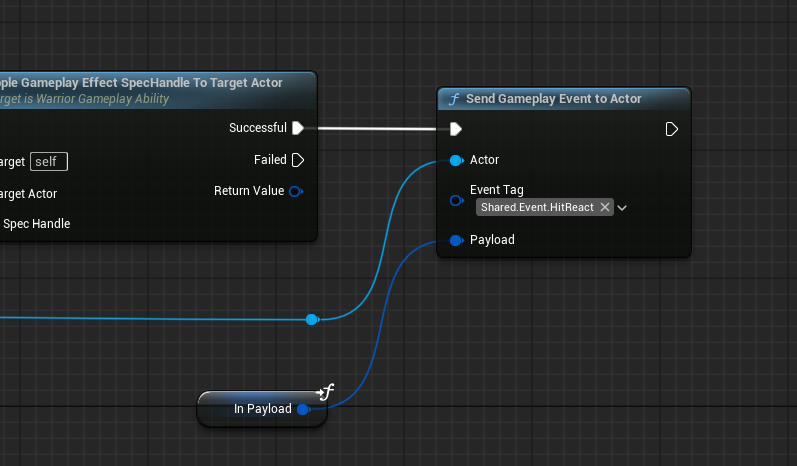 ple Gameplay Effect SpecHandle To Target Actor
rget is Warrior Gameplay Ability
Successful
arget self
Failed
arget Actor
Return Value
Spec Handle
f Send Gameplay Event to Actor
Actor
Event Tag
Shared.Event.HitReact
Payload
f
In Payload